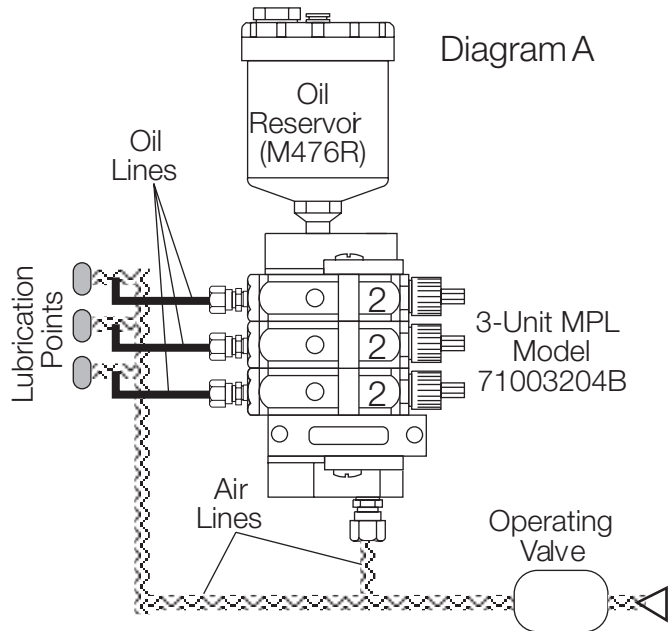 Diagram A
Oil
Reservoir
(M476R)
Oil
Lines
Lubrication
Points
2
2
2
3-Unit MPL
Model
71003204B
Air
Lines
Operating
Valve